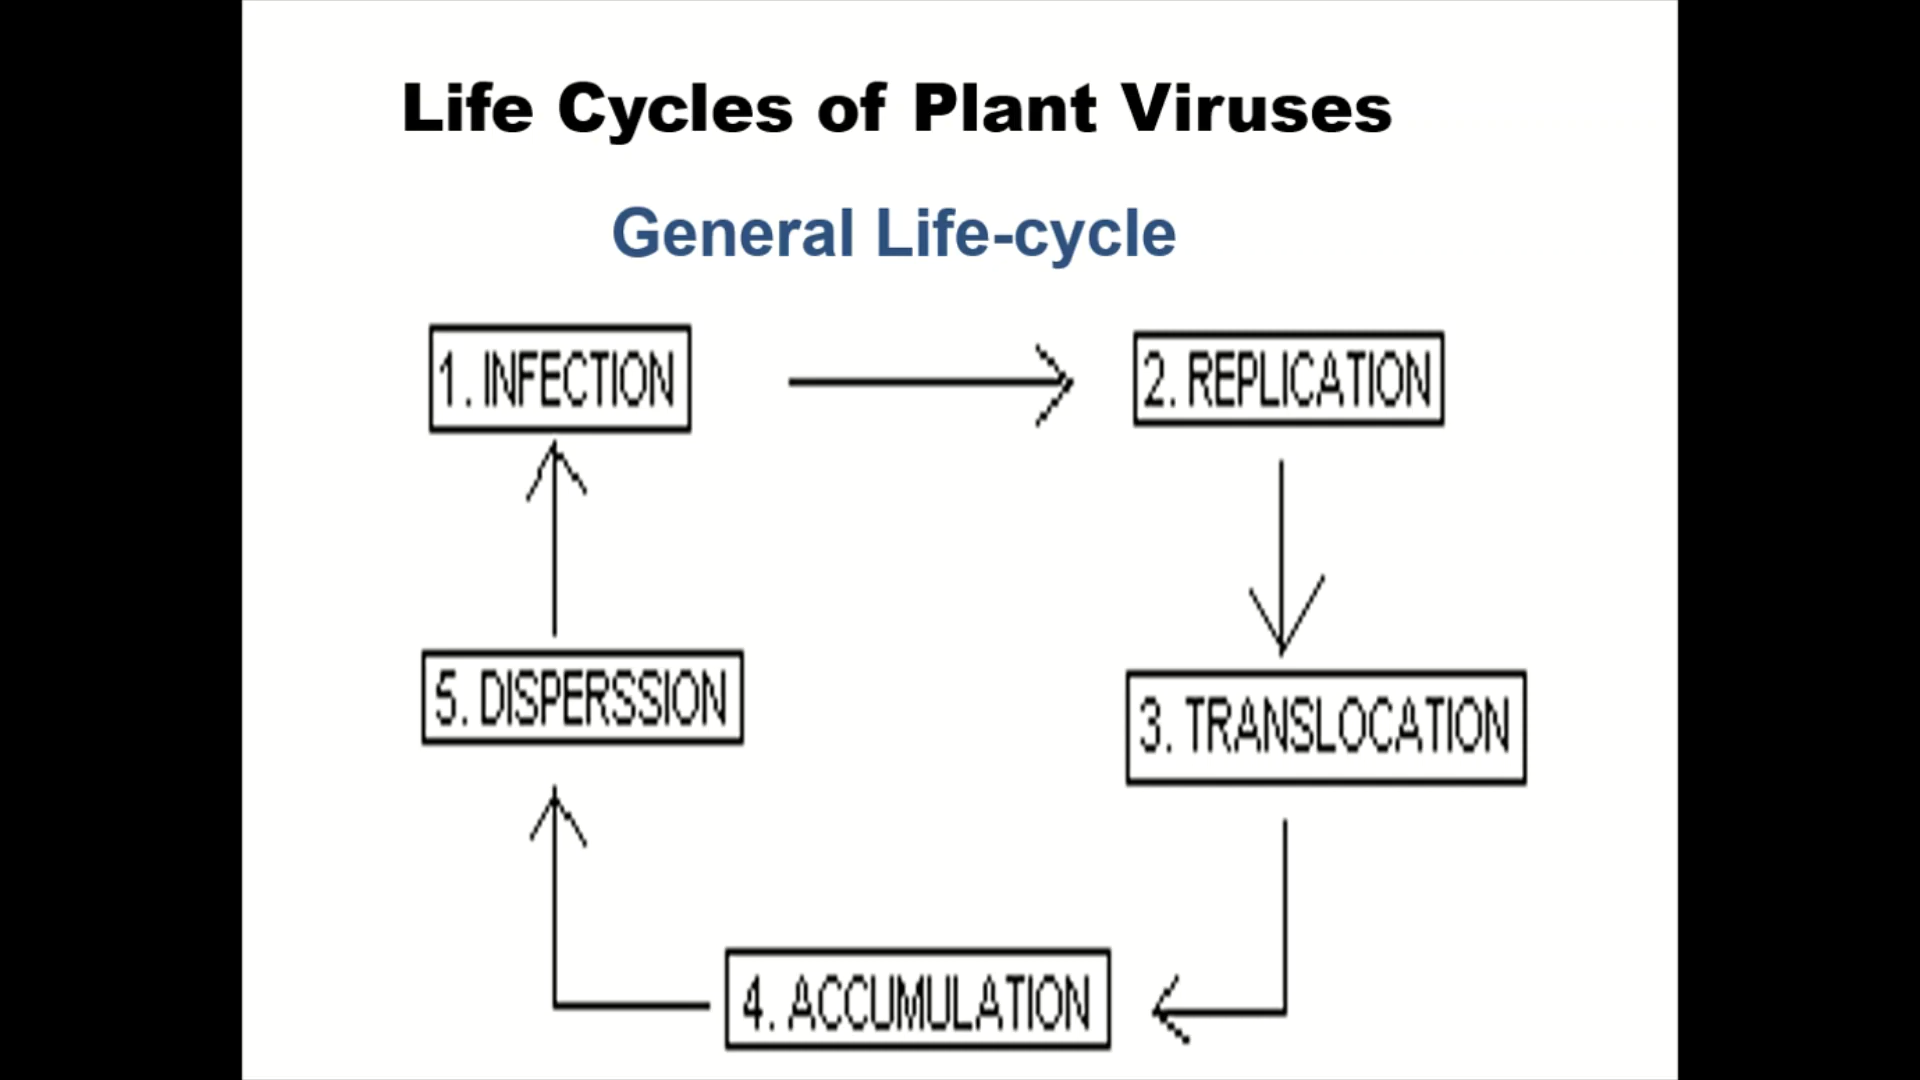 Life Cycles of Plant Viruses
General Life-cycle
1. INFECTION
2. REPLICATION
3. TRANSLOCATION
4. ACCUMULATION
5. DISPERSSION